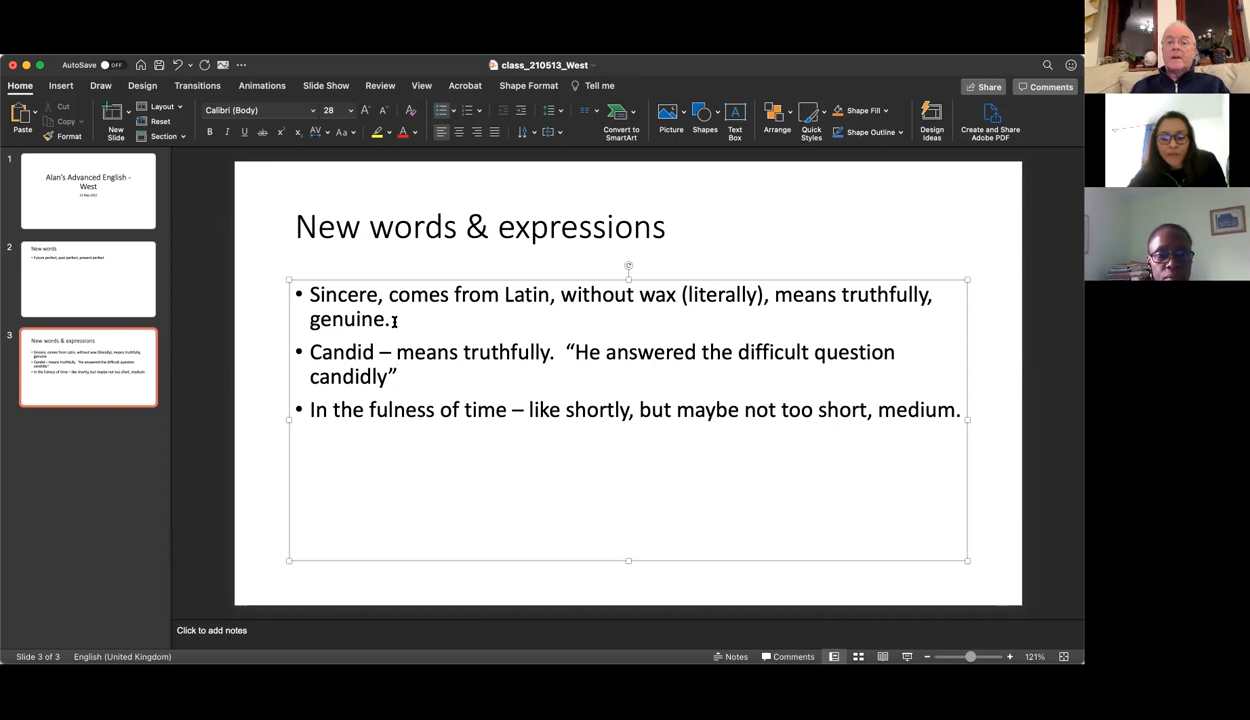 AutoSave OFF
class_210513_West
Home Insert Draw Design Transitions Animations Slide Show Review View Acrobat Shape Format Tell me
Share Comments
Paste
Cut
Copy
Format
New Slide
Layout
Reset
Section
Calibri (Body) 28
Convert to SmartArt
Picture
Shapes
Text Box
Arrange
Quick Styles
Shape Fill
Shape Outline
Design Ideas
Create and Share Adobe PDF
1
Alan's Advanced English -
West
2
New words
• Future perfect, past perfect, present perfect
3
New words & expressions
• Sincere, comes from Latin, without wax (literally), means truthfully,
genuine.
• Candid – means truthfully. "He answered the difficult question
candidly"
• In the fulness of time – like shortly, but maybe not too short, medium
New words & expressions
• Sincere, comes from Latin, without wax (literally), means truthfully,
genuine.
• Candid – means truthfully.  “He answered the difficult question
candidly”
• In the fulness of time – like shortly, but maybe not too short, medium.
Click to add notes
Slide 3 of 3 English (United Kingdom)
Notes Comments 121%